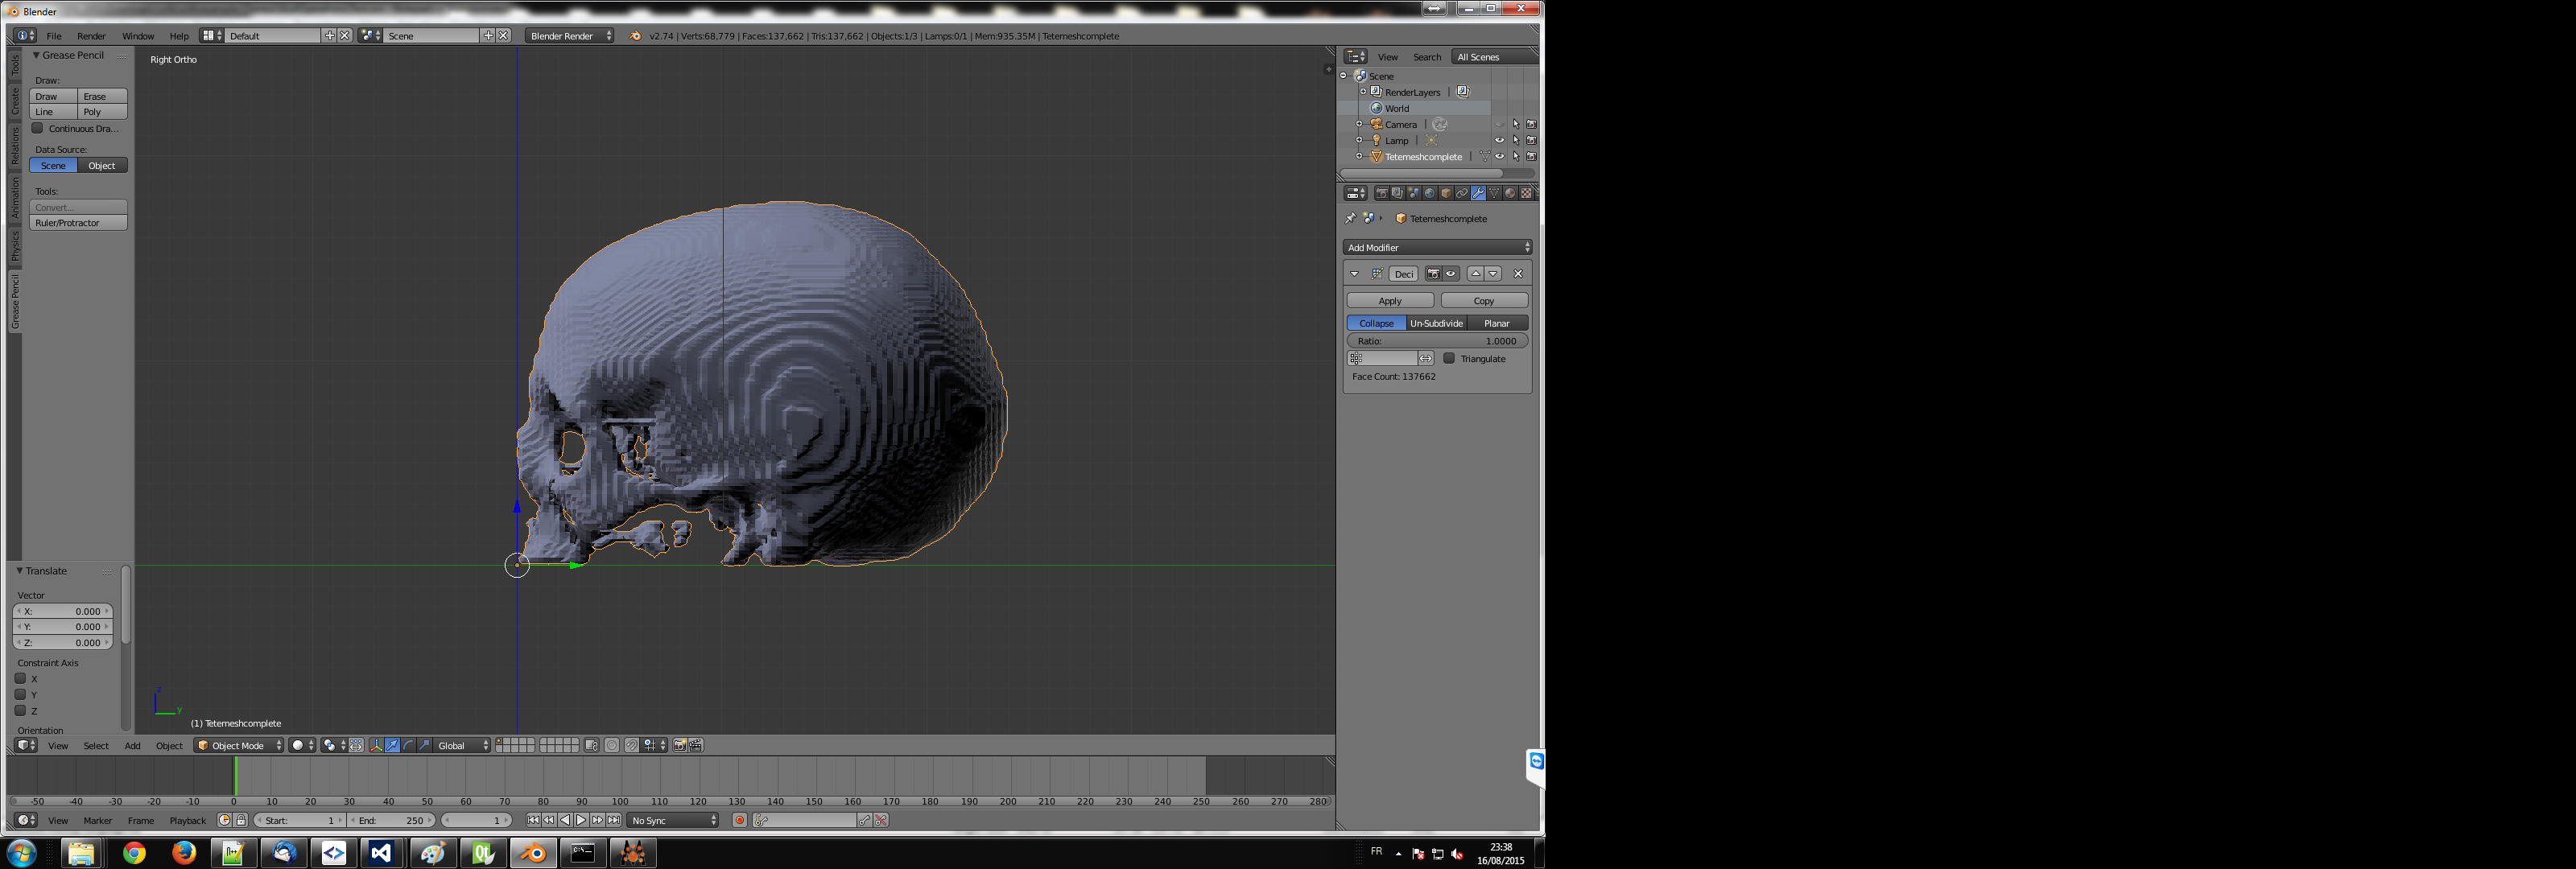 Blender
File Render Window Help Default Scene Blender Render v2.74 | Verts:68,779 | Faces:137,662 | Tris:137,662 | Objects:1/3 | Lamps:0/1 | Mem:935.35M | Tetemeshcomplete
Tools
Create
Relations
Animation
Physics
Grease Pencil
Grease Pencil
Draw:
Draw Erase
Line Poly
Continuous Dra...
Data Source:
Scene Object
Tools:
Convert...
Ruler/Protractor
Translate
Vector
X: 0.000
Y: 0.000
Z: 0.000
Constraint Axis
X
Y
Z
Orientation
Right Ortho
z
y
(1) Tetemeshcomplete
View Search All Scenes
Scene
RenderLayers |
World
Camera |
Lamp |
Tetemeshcomplete |
Tetemeshcomplete
Add Modifier
Deci
Apply Copy
Collapse Un-Subdivide Planar
Ratio: 1.0000
Triangulate
Face Count: 137662
View Select Add Object Object Mode Global
-50 -40 -30 -20 -10 0 10 20 30 40 50 60 70 80 90 100 110 120 130 140 150 160 170 180 190 200 210 220 230 240 250 260 270 280
View Marker Frame Playback Start: 1 End: 250 1 No Sync
FR
23:38
16/08/2015